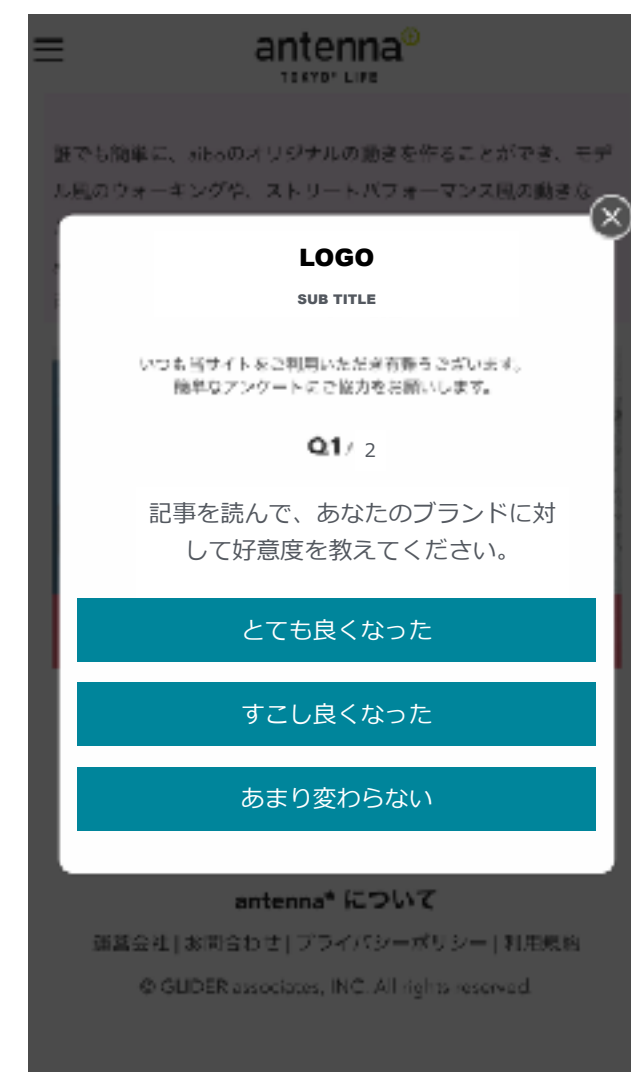 antenna*
TOKYO* LIFE
誰でも簡単に、aiboのオリジナルの動きを作ることができ、モデ
ル風のウォーキングや、ストリートパフォーマンス風の動きな
LOGO
SUB TITLE
いつも当サイトをご利用いただき有難うございます。
簡単なアンケートにご協力をお願いします。
Q1/ 2
記事を読んで、あなたのブランドに対
して好意度を教えてください。
とても良くなった
すこし良くなった
あまり変わらない
antenna* について
運営会社 | お問合わせ | プライバシーポリシー | 利用規約
© GLIDER associates, INC. All rights reserved.